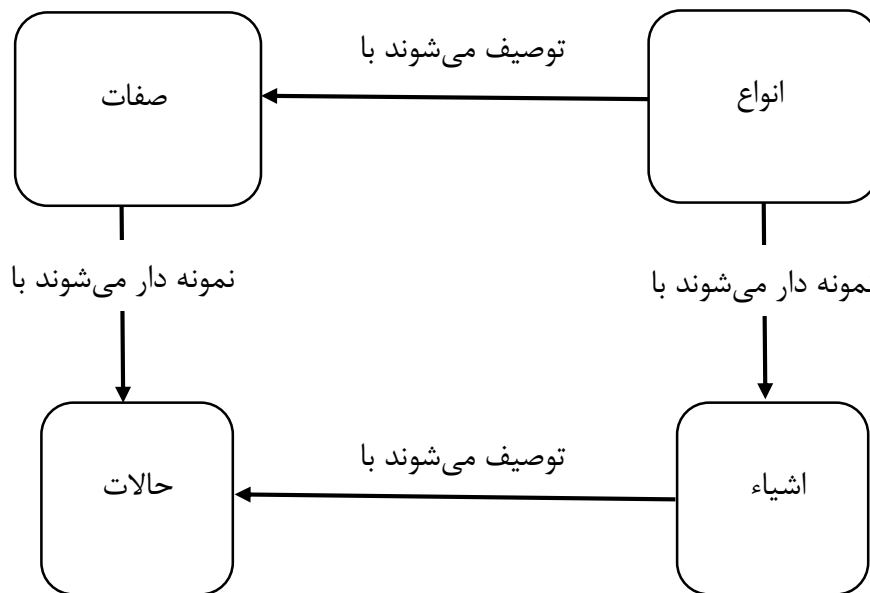 توصیف می‌شوند با
انواع
صفات
نمونه دار می‌شوند با
نمونه دار می‌شوند با
توصیف می‌شوند با
اشیاء
حالات